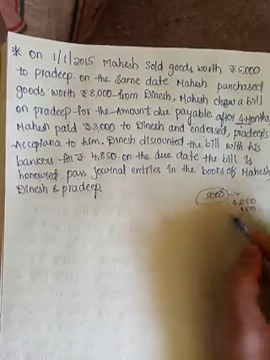 * On 1/1/2015 Mahesh Sold goods worth ₹5,000
to pradeep. on the same date Mahesh purchased
goods worth ₹8,000 from Dinesh. Mahesh drew a bill
on pradeep for the Amount due payable after 4 Months
Mahesh paid ₹3,000 to Dinesh and endorsed, pradeep's
Acceptance to him. Dinesh discounted the bill with his
bankers for ₹ 4,850 on the due date the bill is
honoured pass journal entries in the books of Mahesh
Dinesh & pradeep.
5000
4,850